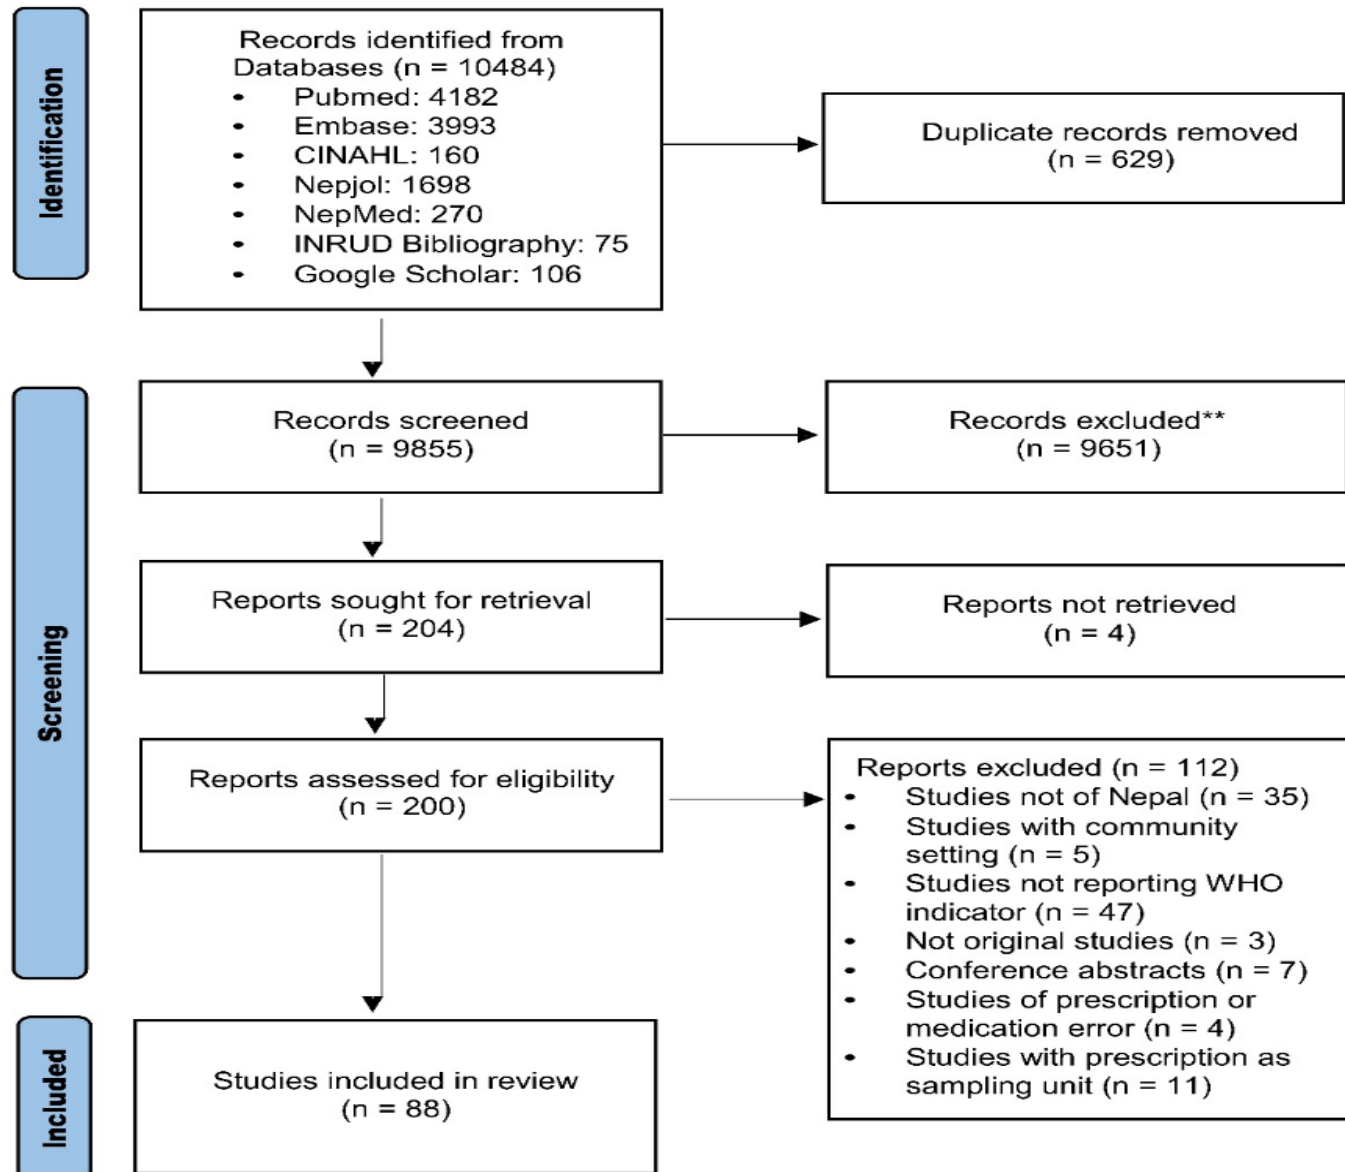 Identification
Records identified from
Databases (n = 10484)
• Pubmed: 4182
• Embase: 3993
• CINAHL: 160
• Nepjol: 1698
• NepMed: 270
• INRUD Bibliography: 75
• Google Scholar: 106
Duplicate records removed
(n = 629)
Screening
Records screened
(n = 9855)
Records excluded**
(n = 9651)
Reports sought for retrieval
(n = 204)
Reports not retrieved
(n = 4)
Reports assessed for eligibility
(n = 200)
Reports excluded (n = 112)
• Studies not of Nepal (n = 35)
• Studies with community
setting (n = 5)
• Studies not reporting WHO
indicator (n = 47)
• Not original studies (n = 3)
• Conference abstracts (n = 7)
• Studies of prescription or
medication error (n = 4)
• Studies with prescription as
sampling unit (n = 11)
Included
Studies included in review
(n = 88)